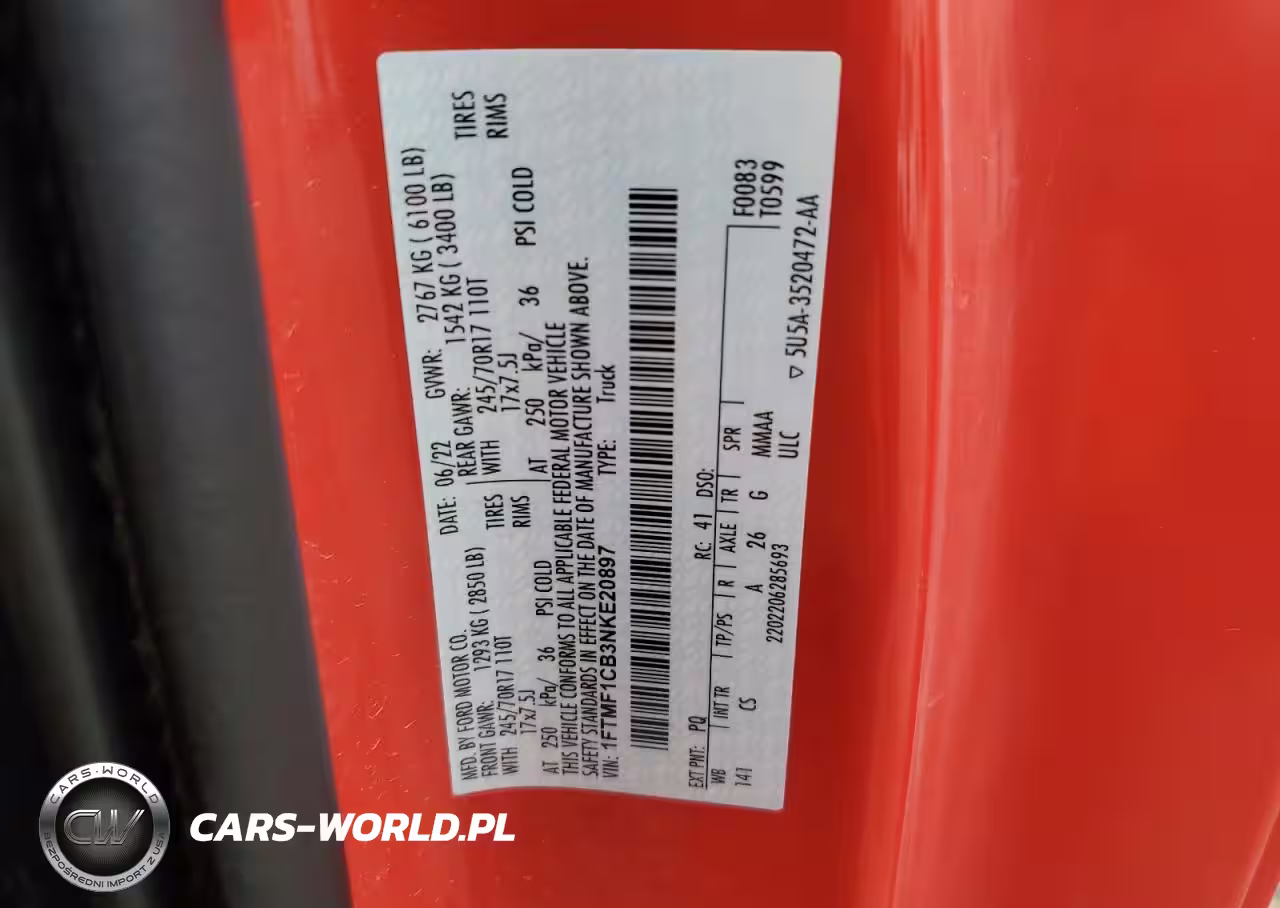 MFD. BY FORD MOTOR CO.
DATE: 06/22 GVWR: 2767 KG ( 6100 LB)
FRONT GAWR: 1293 KG ( 2850 LB)
REAR GAWR: 1542 KG ( 3400 LB)
WITH 245/70R17 110T TIRES
WITH 245/70R17 110T TIRES
17x7.5J RIMS
17x7.5J RIMS
AT 250 kPa/ 36 PSI COLD
AT 250 kPa/ 36 PSI COLD
THIS VEHICLE CONFORMS TO ALL APPLICABLE FEDERAL MOTOR VEHICLE
SAFETY STANDARDS IN EFFECT ON THE DATE OF MANUFACTURE SHOWN ABOVE.
VIN: 1FTMF1CB3NKE20897 TYPE: Truck
EXT PNT: PQ RC: 41 DSO:
WB INT TR TP/PS R AXLE TR SPR F0083
141 CS A 26 G MMAA T0599
2202206285693 ULC
▽ 5U5A-3520472-AA
CARS-WORLD
CW
BEZPOŚREDNI IMPORT Z USA
CARS-WORLD.PL